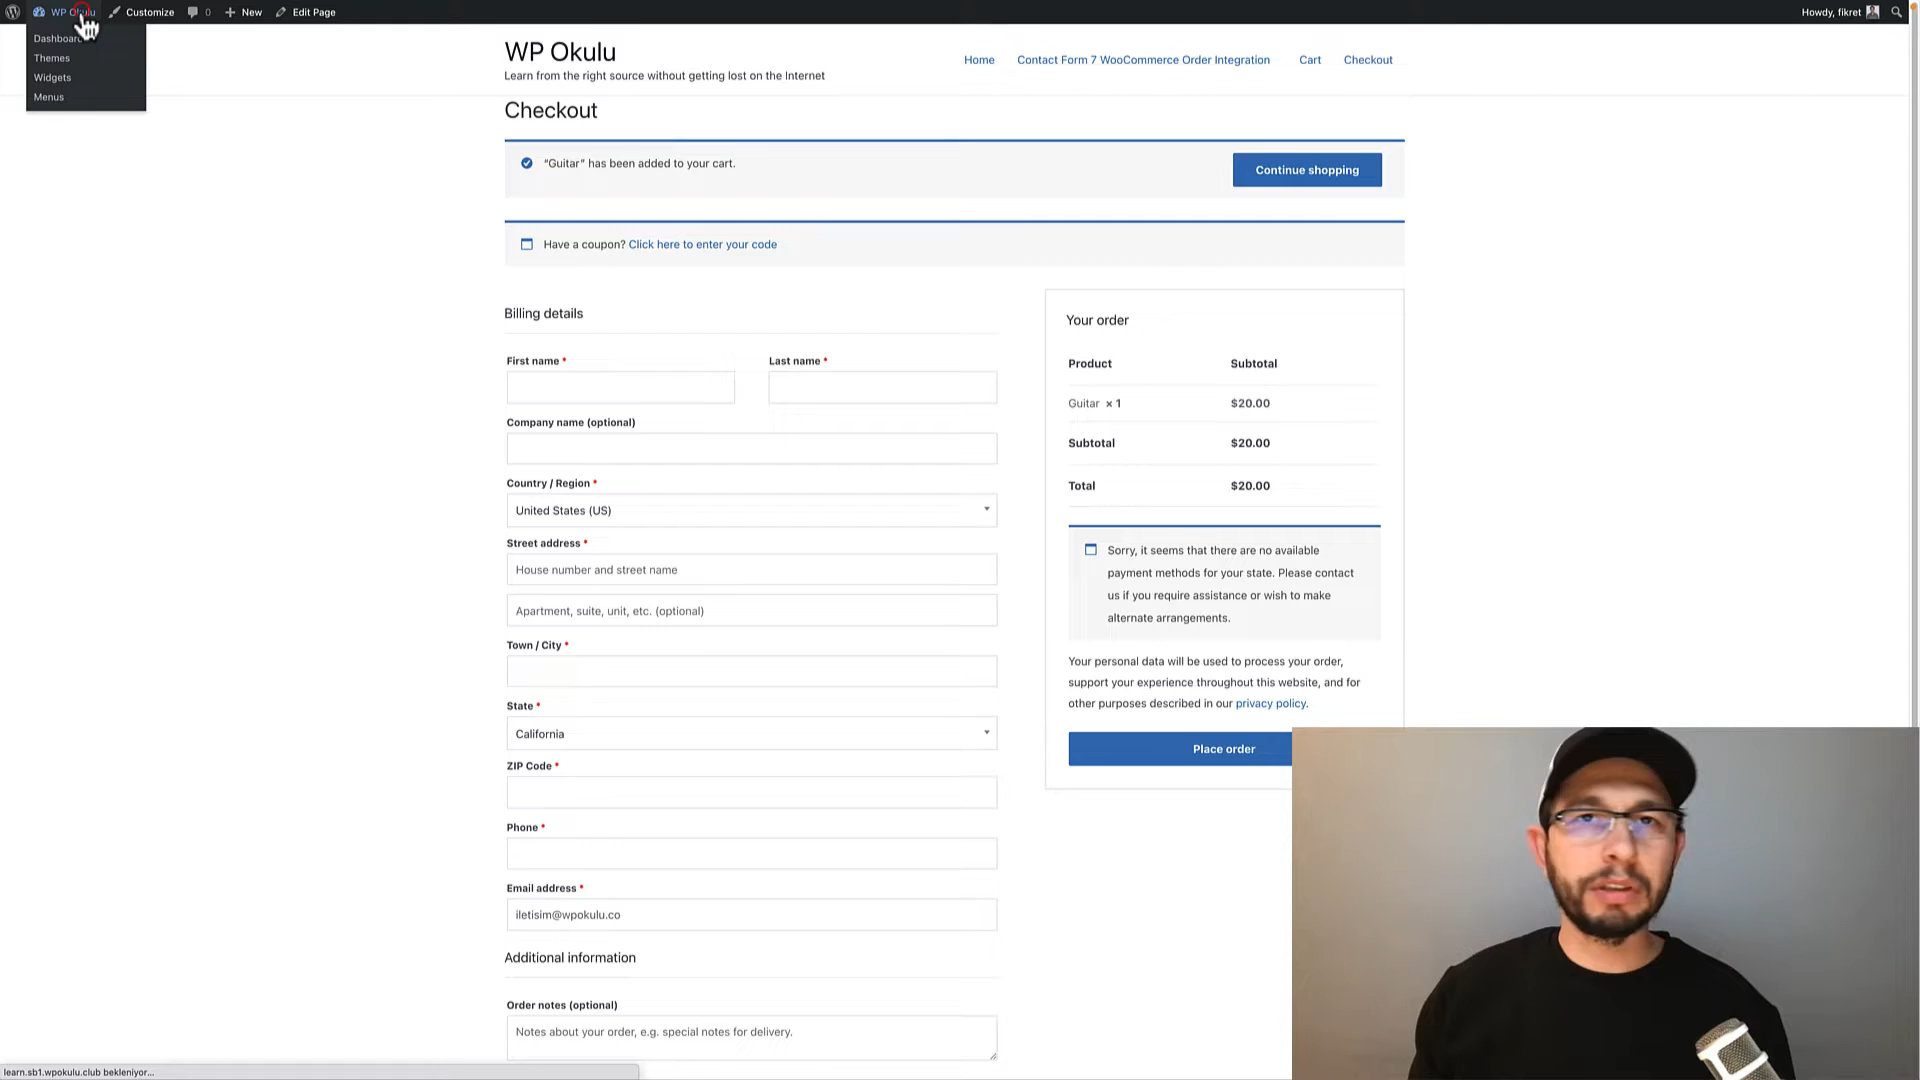 WP Okulu
Customize
0
New
Edit Page
Howdy, fikret
Dashboard
Themes
Widgets
Menus
WP Okulu
Learn from the right source without getting lost on the Internet
Home
Contact Form 7 WooCommerce Order Integration
Cart
Checkout
Checkout
“Guitar” has been added to your cart.
Continue shopping
Have a coupon? Click here to enter your code
Billing details
First name *
Last name *
Company name (optional)
Country / Region *
United States (US)
Street address *
House number and street name
Apartment, suite, unit, etc. (optional)
Town / City *
State *
California
ZIP Code *
Phone *
Email address *
iletisim@wpokulu.co
Additional information
Order notes (optional)
Notes about your order, e.g. special notes for delivery.
Your order
Product Subtotal
Guitar × 1 $20.00
Subtotal $20.00
Total $20.00
Sorry, it seems that there are no available
payment methods for your state. Please contact
us if you require assistance or wish to make
alternate arrangements.
Your personal data will be used to process your order,
support your experience throughout this website, and for
other purposes described in our privacy policy.
Place order
learn.sb1.wpokulu.club bekleniyor...